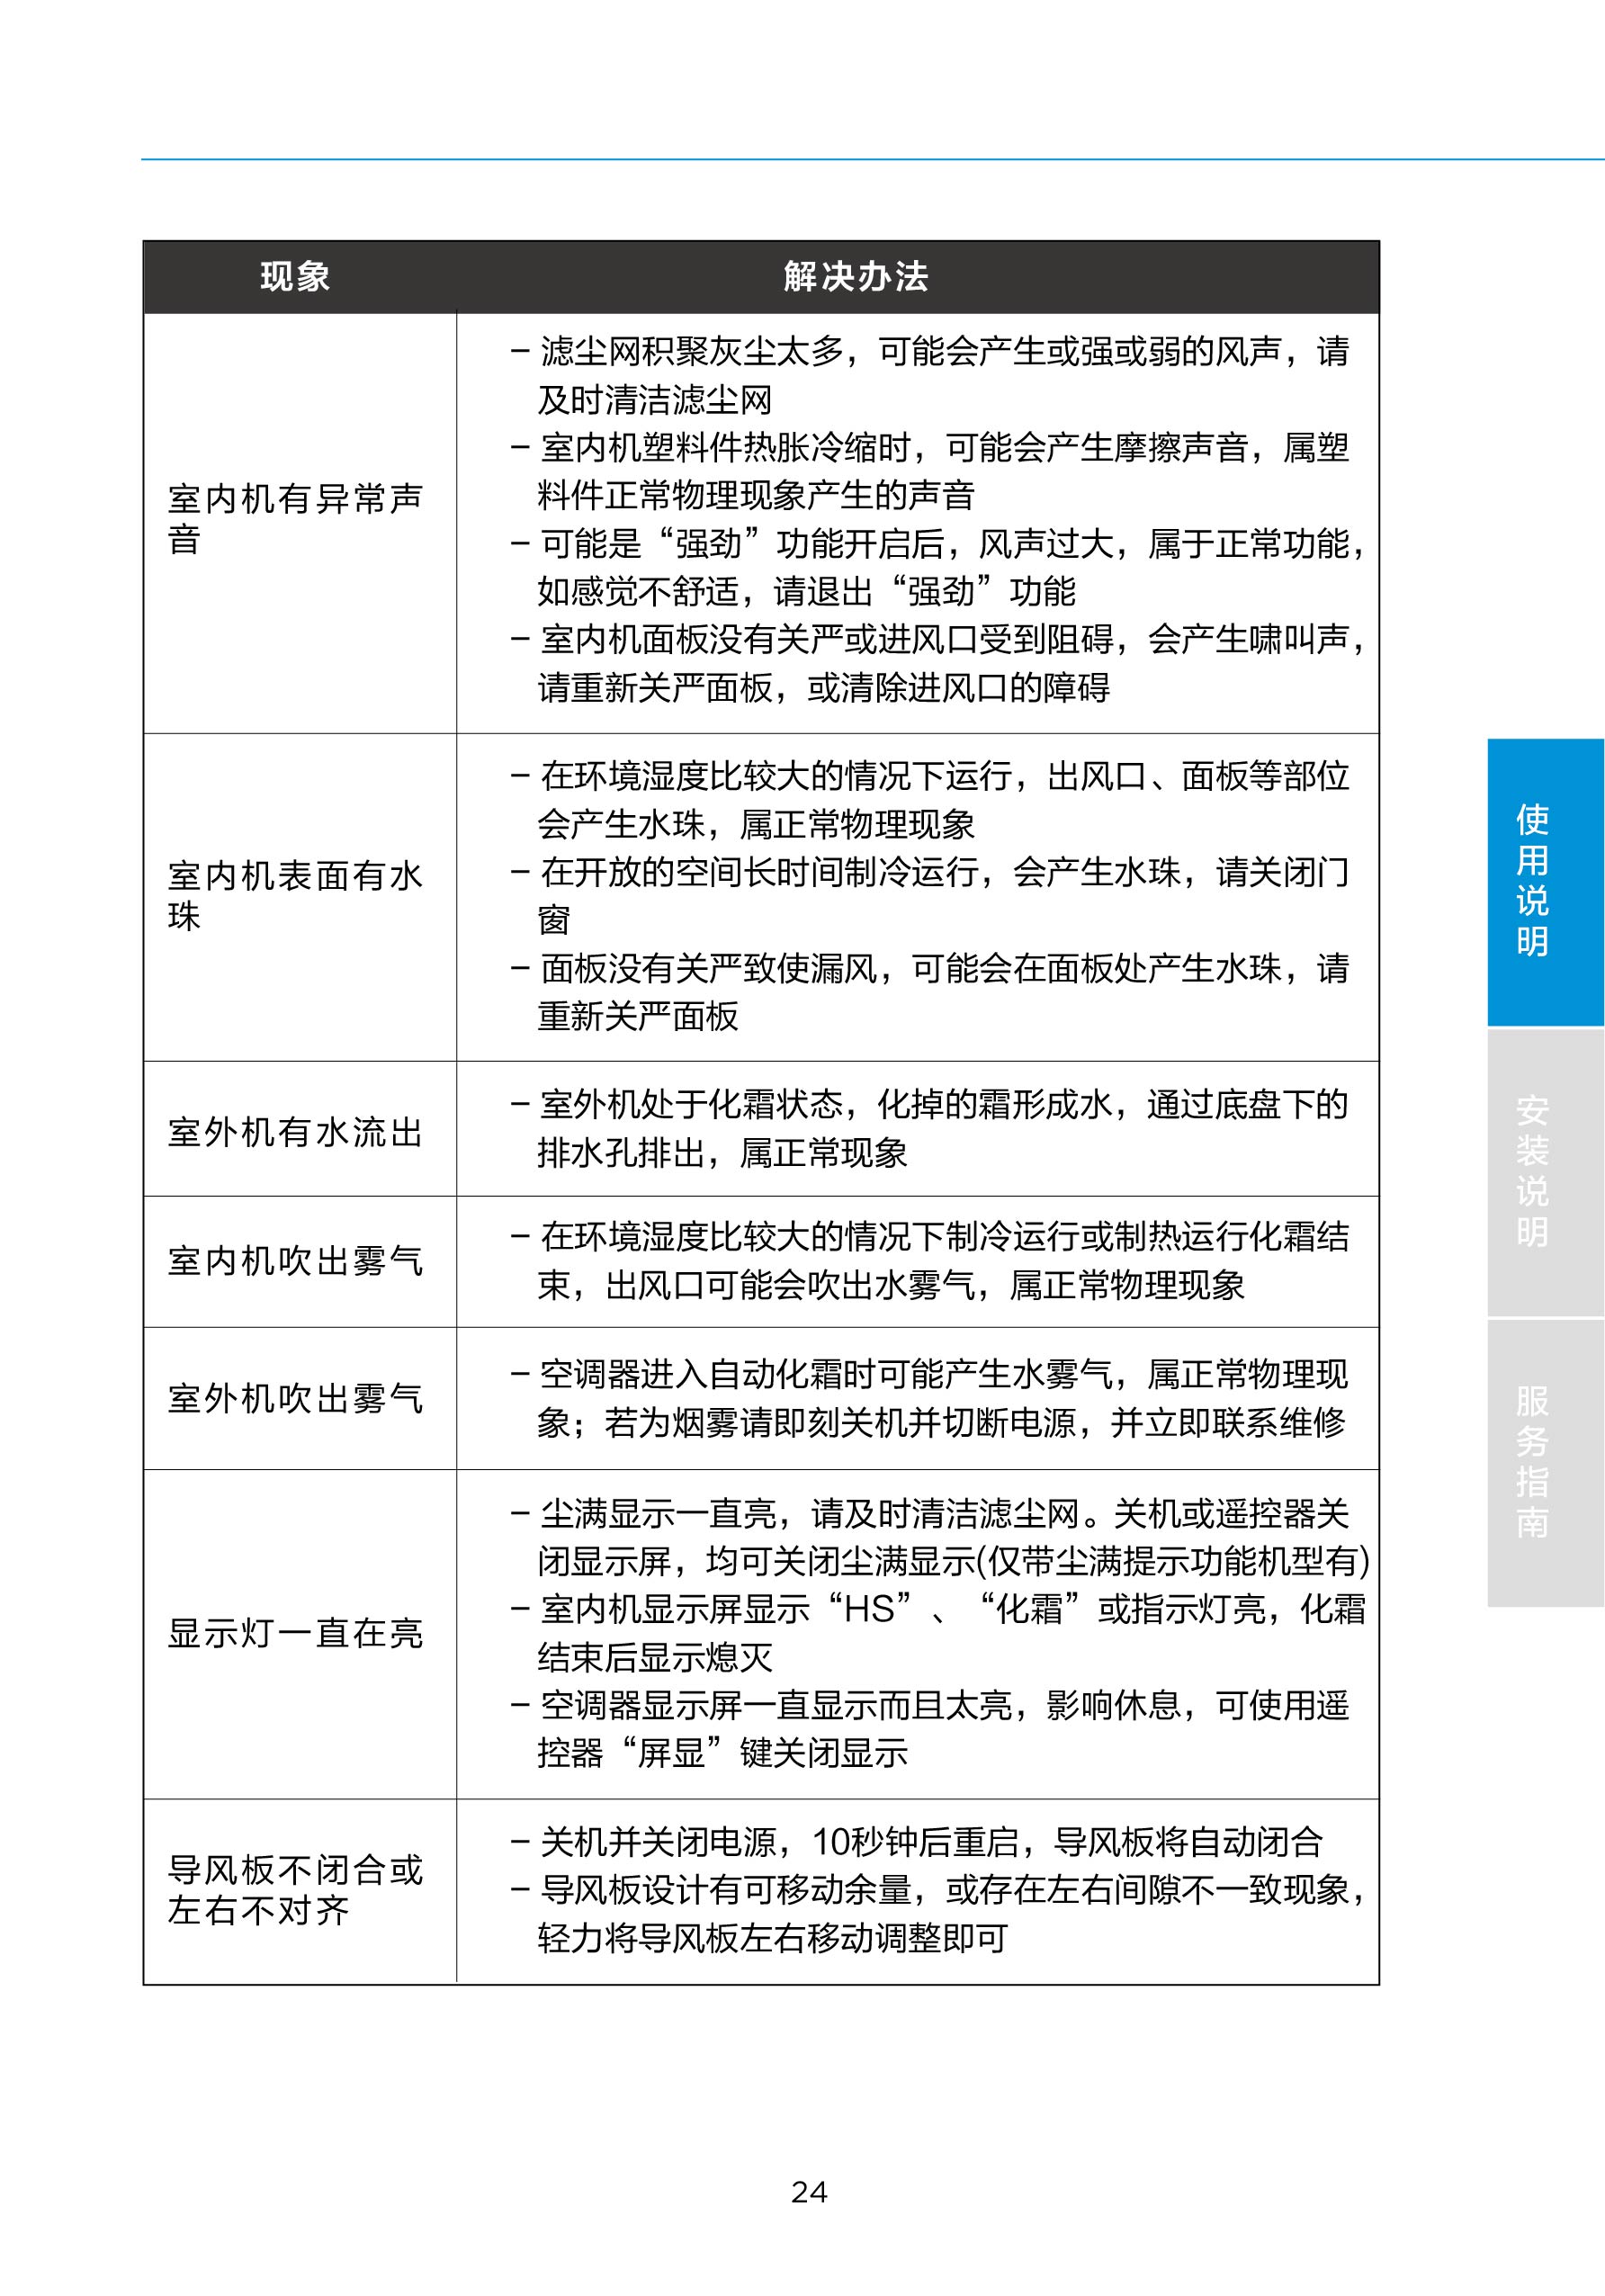 现象
解决办法
室内机有异常声
音
– 滤尘网积聚灰尘太多，可能会产生或强或弱的风声，请
及时清洁滤尘网
– 室内机塑料件热胀冷缩时，可能会产生摩擦声音，属塑
料件正常物理现象产生的声音
– 可能是“强劲”功能开启后，风声过大，属于正常功能，
如感觉不舒适，请退出“强劲”功能
– 室内机面板没有关严或进风口受到阻碍，会产生啸叫声，
请重新关严面板，或清除进风口的障碍
室内机表面有水
珠
– 在环境湿度比较大的情况下运行，出风口、面板等部位
会产生水珠，属正常物理现象
– 在开放的空间长时间制冷运行，会产生水珠，请关闭门
窗
– 面板没有关严致使漏风，可能会在面板处产生水珠，请
重新关严面板
室外机有水流出
– 室外机处于化霜状态，化掉的霜形成水，通过底盘下的
排水孔排出，属正常现象
室内机吹出雾气
– 在环境湿度比较大的情况下制冷运行或制热运行化霜结
束，出风口可能会吹出水雾气，属正常物理现象
室外机吹出雾气
– 空调器进入自动化霜时可能产生水雾气，属正常物理现
象；若为烟雾请即刻关机并切断电源，并立即联系维修
显示灯一直在亮
– 尘满显示一直亮，请及时清洁滤尘网。关机或遥控器关
闭显示屏，均可关闭尘满显示(仅带尘满提示功能机型有)
– 室内机显示屏显示“HS”、“化霜”或指示灯亮，化霜
结束后显示熄灭
– 空调器显示屏一直显示而且太亮，影响休息，可使用遥
控器“屏显”键关闭显示
导风板不闭合或
左右不对齐
– 关机并关闭电源，10秒钟后重启，导风板将自动闭合
– 导风板设计有可移动余量，或存在左右间隙不一致现象，
轻力将导风板左右移动调整即可
使用说明
安装说明
服务指南
24